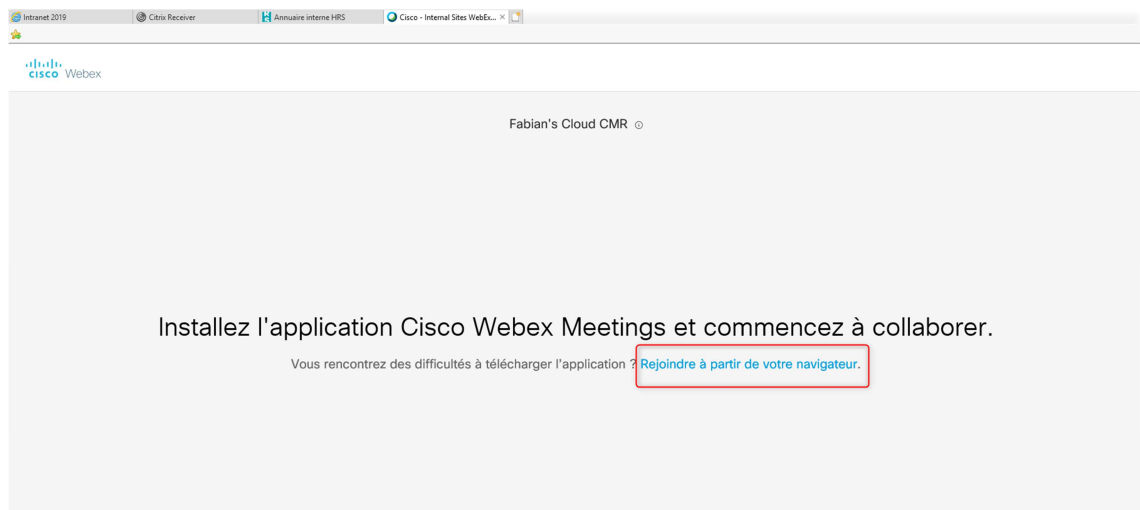 Intranet 2019
Citrix Receiver
Annuaire interne HRS
Cisco - Internal Sites WebEx...
CISCO Webex
Fabian's Cloud CMR
Installez l'application Cisco Webex Meetings et commencez à collaborer.
Vous rencontrez des difficultés à télécharger l'application ? Rejoindre à partir de votre navigateur.